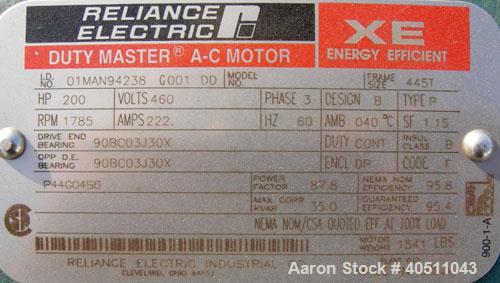 RELIANCE ELECTRIC
DUTY MASTER® A-C MOTOR
XE
ENERGY EFFICIENT
I.D. NO. 01MAN94238 G001 DD MODEL NO. FRAME SIZE 445T
HP 200 VOLTS 460 PHASE 3 DESIGN B TYPE P
RPM 1785 AMPS 222. HZ 60 AMB 040°C SF 1.15
DRIVE END BEARING 90BC03J30X DUTY CONT INSUL CLASS B
OPP D.E. BEARING 90BC03J30X ENCL DP CODE F
P44G0456 POWER FACTOR 87.8 NEMA NOM EFFICIENCY 95.8
MAX CORR KVAR 35.0 GUARANTEED EFFICIENCY 95.4
NEMA NOM/CSA QUOTED EFF AT 100% LOAD
MOTOR WEIGHT 1541 LBS
RELIANCE ELECTRIC INDUSTRIAL
CLEVELAND, OHIO 44117
900-1-A
Aaron Stock #40511043